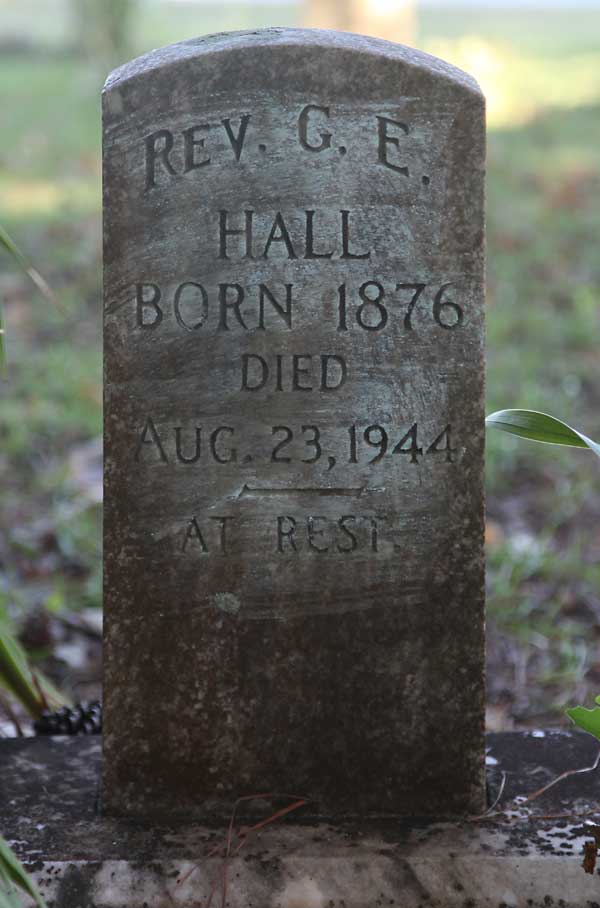 REV. G. E.
HALL
BORN 1876
DIED
AUG. 23, 1944
AT REST.